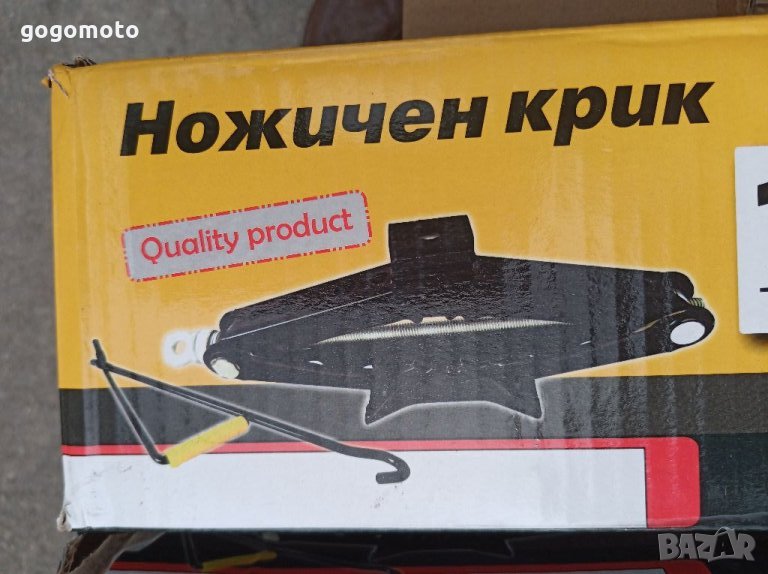 gogomoto
Ножичен крик
Quality product
BAZAR